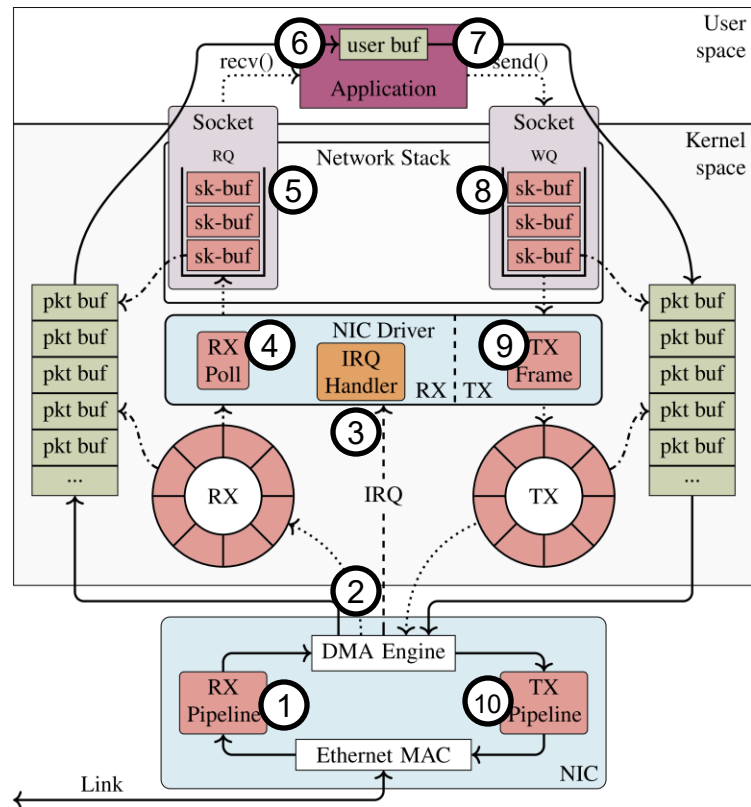 User
space
6
user buf
7
recv()
send()
Application
Socket
Socket
Kernel
space
RQ
Network Stack
WQ
5
8
sk-buf
sk-buf
sk-buf
sk-buf
sk-buf
sk-buf
pkt buf
pkt buf
pkt buf
pkt buf
pkt buf
...
pkt buf
pkt buf
pkt buf
pkt buf
pkt buf
...
NIC Driver
RX
Poll
4
IRQ
Handler
9
TX
Frame
RX
TX
3
RX
IRQ
TX
2
DMA Engine
RX
Pipeline
1
10
TX
Pipeline
Ethernet MAC
Link
NIC